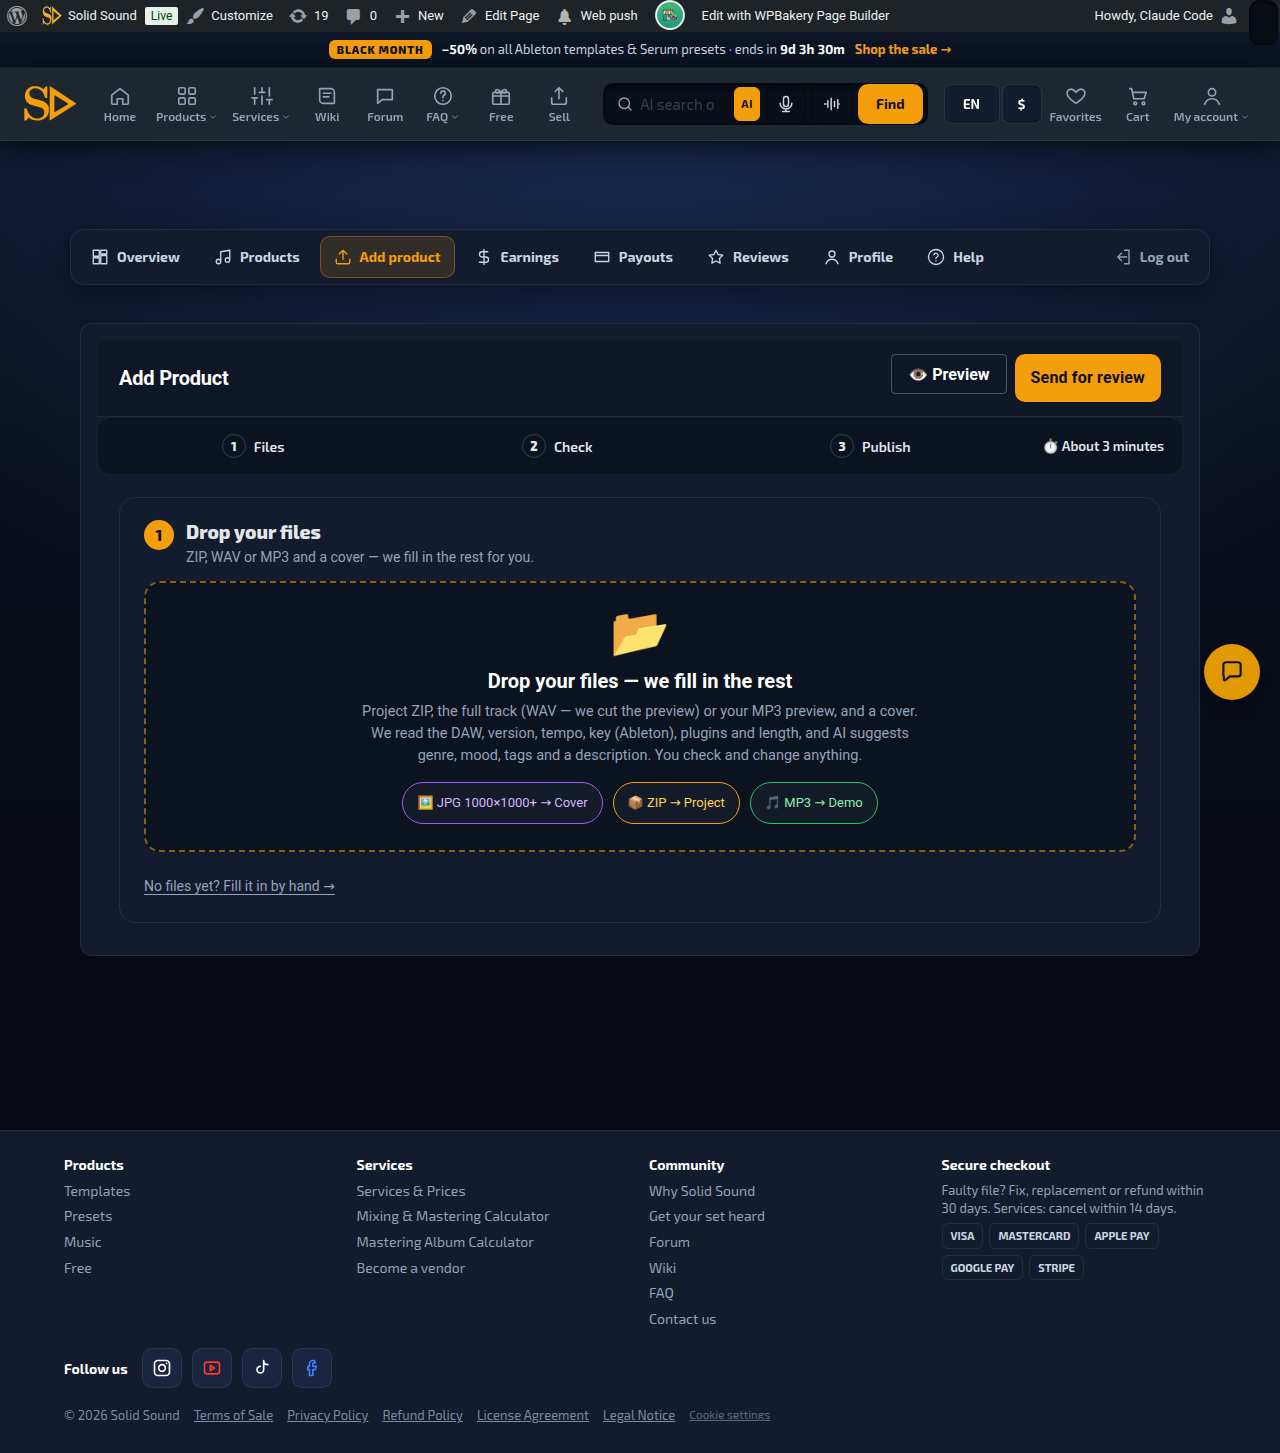 Solid Sound Live Customize 19 0 New Edit Page Web push Edit with WPBakery Page Builder Howdy, Claude Code
BLACK MONTH −50% on all Ableton templates & Serum presets · ends in 9d 3h 30m Shop the sale →
SD Home Products Services Wiki Forum FAQ Free Sell AI search o AI Find EN $ Favorites Cart My account
Overview Products Add product Earnings Payouts Reviews Profile Help Log out
Add Product Preview Send for review
1 Files 2 Check 3 Publish About 3 minutes
1 Drop your files
ZIP, WAV or MP3 and a cover — we fill in the rest for you.
Drop your files — we fill in the rest
Project ZIP, the full track (WAV — we cut the preview) or your MP3 preview, and a cover.
We read the DAW, version, tempo, key (Ableton), plugins and length, and AI suggests
genre, mood, tags and a description. You check and change anything.
JPG 1000×1000+ → Cover ZIP → Project MP3 → Demo
No files yet? Fill it in by hand →
Products Services Community Secure checkout
Templates Services & Prices Why Solid Sound Faulty file? Fix, replacement or refund within
Presets Mixing & Mastering Calculator Get your set heard 30 days. Services: cancel within 14 days.
Music Mastering Album Calculator Forum VISA MASTERCARD APPLE PAY
Free Become a vendor Wiki GOOGLE PAY STRIPE
FAQ
Contact us
Follow us
© 2026 Solid Sound Terms of Sale Privacy Policy Refund Policy License Agreement Legal Notice Cookie settings